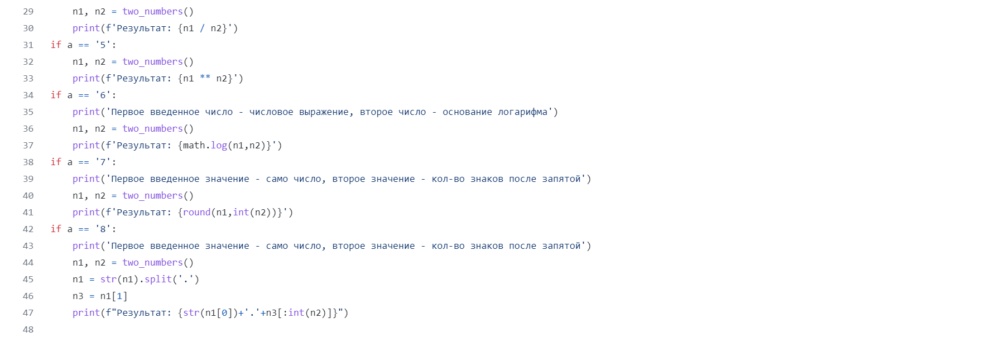 29 n1, n2 = two_numbers()
30 print(f'Результат: {n1 / n2}')
31 if a == '5':
32 n1, n2 = two_numbers()
33 print(f'Результат: {n1 ** n2}')
34 if a == '6':
35 print('Первое введенное число - числовое выражение, второе число - основание логарифма')
36 n1, n2 = two_numbers()
37 print(f'Результат: {math.log(n1,n2)}')
38 if a == '7':
39 print('Первое введенное значение - само число, второе значение - кол-во знаков после запятой')
40 n1, n2 = two_numbers()
41 print(f'Результат: {round(n1,int(n2))}')
42 if a == '8':
43 print('Первое введенное значение - само число, второе значение - кол-во знаков после запятой')
44 n1, n2 = two_numbers()
45 n1 = str(n1).split('.')
46 n3 = n1[1]
47 print(f"Результат: {str(n1[0])+'.'+n3[:int(n2)]}")
48